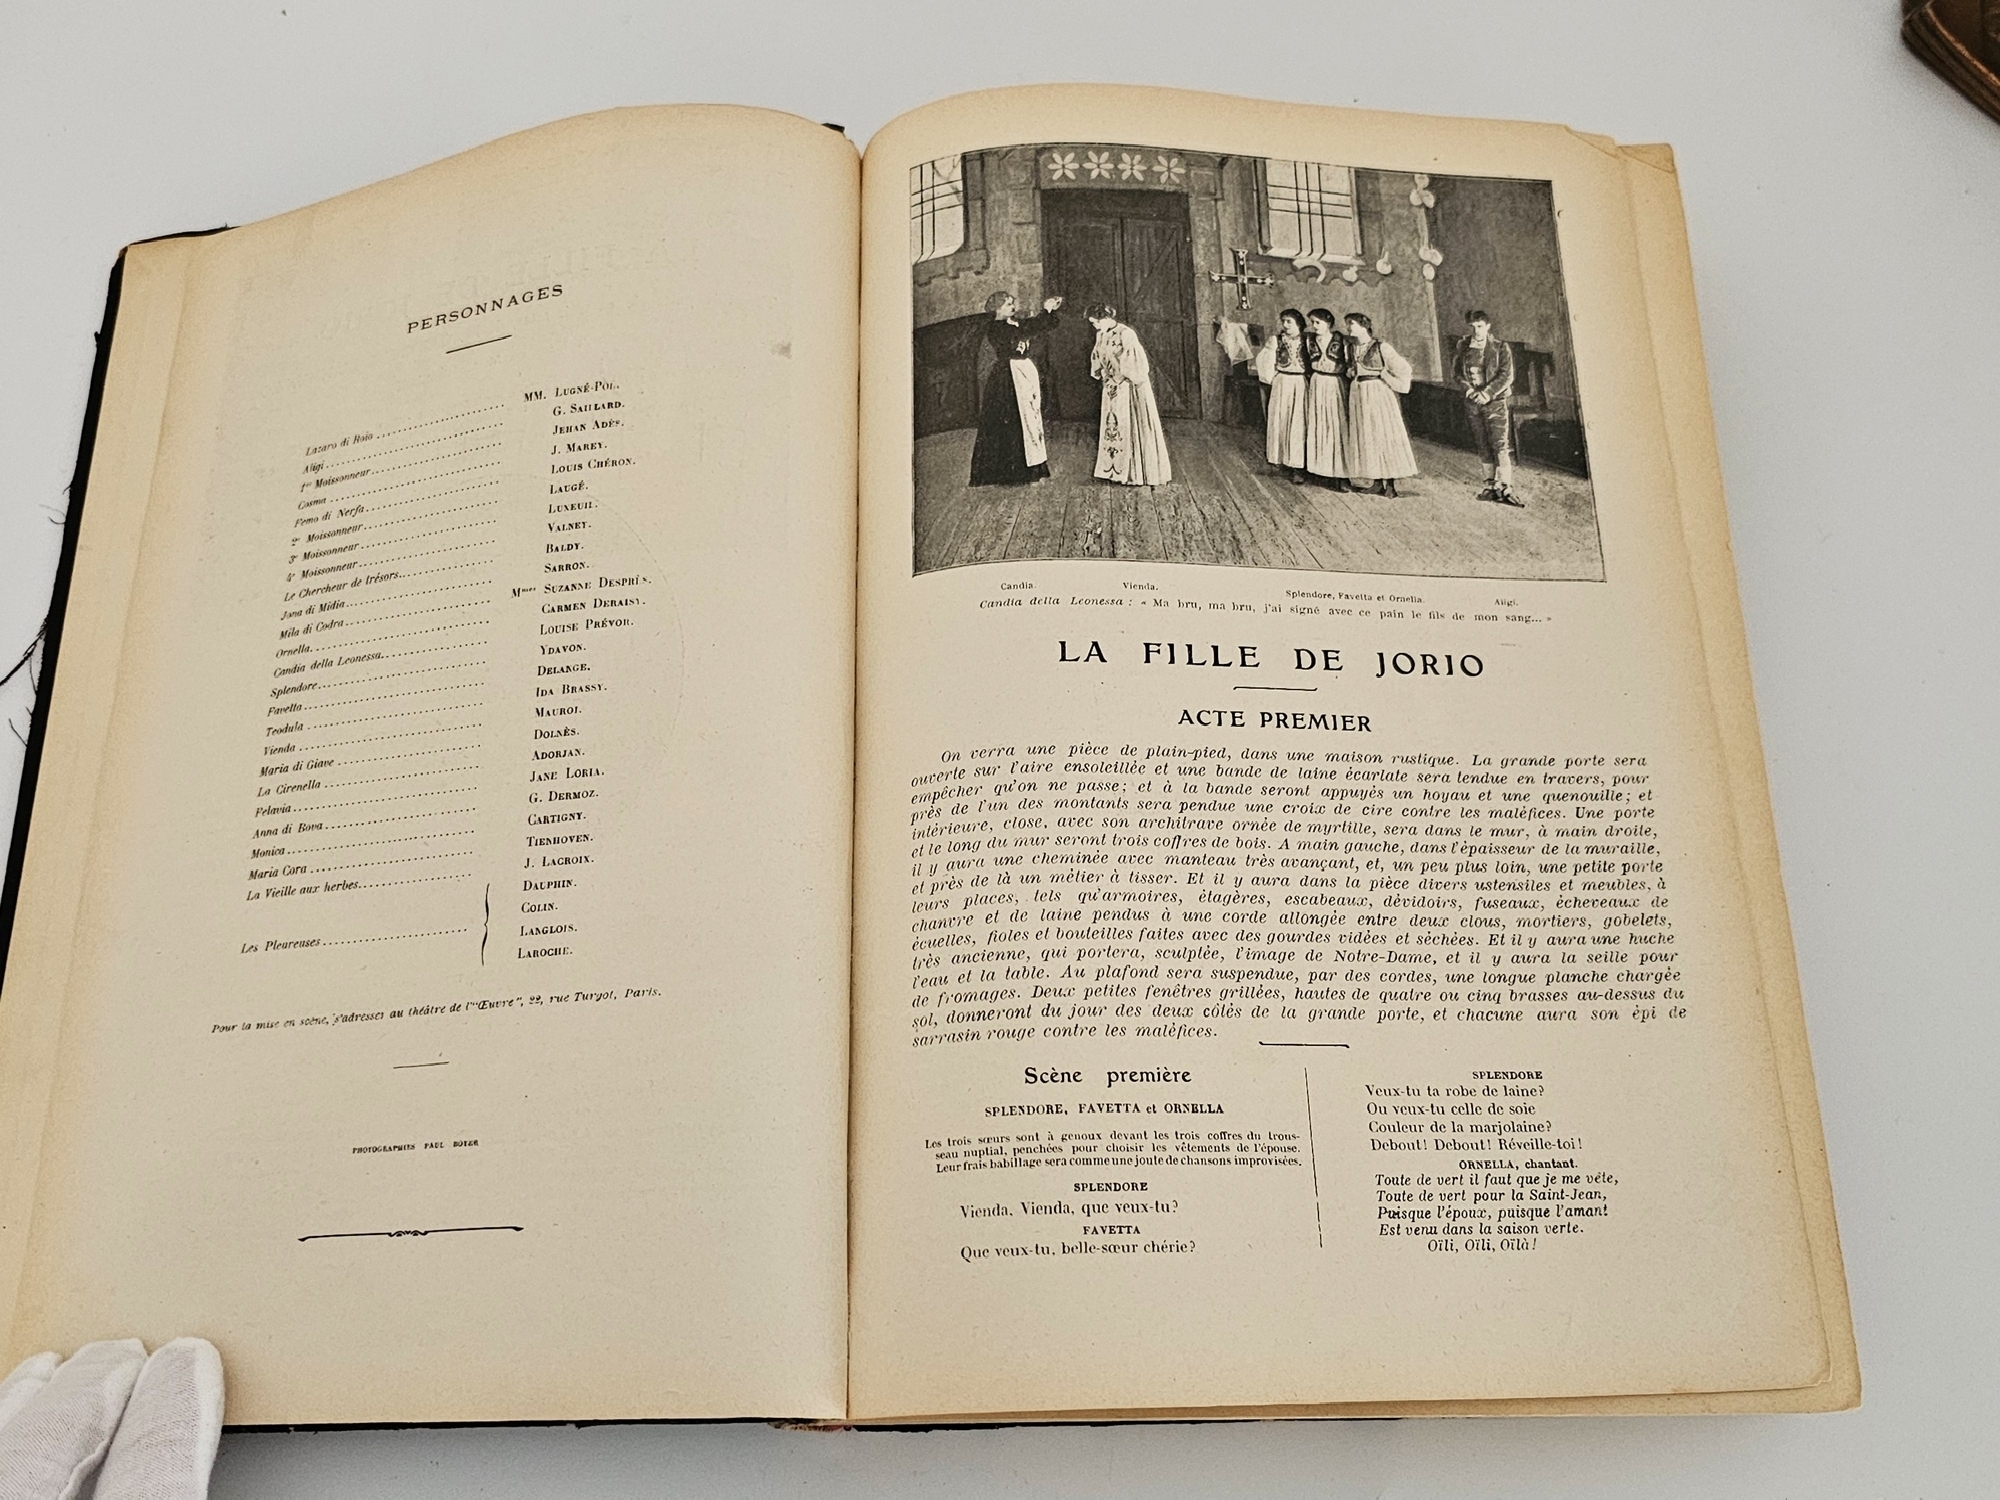 PERSONNAGES
Lazaro di Roio .......... MM. LUGNÉ-POE.
Aligi .......... G. SAILLARD.
1er Moissonneur .......... JEHAN ADÈS.
Cosma .......... J. MAREY.
Femo di Nerfa .......... LOUIS CHÉRON.
2e Moissonneur .......... LAUGÉ.
3e Moissonneur .......... LUXEUIL.
4e Moissonneur .......... VALNEY.
Le Chercheur de trésors .......... BALDY.
Jona di Midia .......... SARRON.
Mila di Codra .......... Mmes SUZANNE DESPRÈS.
Ornella .......... CARMEN DERAISY.
Candia della Leonessa .......... LOUISE PRÉVOR.
Splendore .......... YDAVON.
Favetta .......... DELANGE.
Teodula .......... IDA BRASSY.
Vienda .......... MAUROI.
Maria di Giave .......... DOLNÈS.
La Cirenella .......... ADORJAN.
Felavia .......... JANE LORIA.
Anna di Bova .......... G. DERMOZ.
Monica .......... CARTIGNY.
Maria Cora .......... TIENHOVEN.
La Vieille aux herbes .......... J. LACROIX.
Les Pleureuses .......... DAUPHIN.
COLIN.
LANGLOIS.
LAROCHE.
Pour la mise en scène, s'adresser au théâtre de l'"Œuvre", 22, rue Turgot, Paris.
PHOTOGRAPHIES PAUL BOYER
Candia. Vienda. Splendore, Favetta et Ornella. Aligi.
Candia della Leonessa : « Ma bru, ma bru, j'ai signé avec ce pain le fils de mon sang... »
LA FILLE DE JORIO
ACTE PREMIER
On verra une pièce de plain-pied, dans une maison rustique. La grande porte sera
ouverte sur l'aire ensoleillée et une bande de laine écarlate sera tendue en travers, pour
empêcher qu'on ne passe; et à la bande seront appuyés un hoyau et une quenouille; et
près de l'un des montants sera pendue une croix de cire contre les maléfices. Une porte
intérieure, close, avec son architrave ornée de myrtille, sera dans le mur, à main droite,
et le long du mur seront trois coffres de bois. A main gauche, dans l'épaisseur de la muraille,
il y aura une cheminée avec manteau très avançant, et, un peu plus loin, une petite porte
et près de là un métier à tisser. Et il y aura dans la pièce divers ustensiles et meubles, à
leurs places, tels qu'armoires, étagères, escabeaux, dévidoirs, fuseaux, écheveaux de
chanvre et de laine pendus à une corde allongée entre deux clous, mortiers, gobelets,
écuelles, fioles et bouteilles faites avec des gourdes vidées et séchées. Et il y aura une huche
très ancienne, qui portera, sculptée, l'image de Notre-Dame, et il y aura la seille pour
l'eau et la table. Au plafond sera suspendue, par des cordes, une longue planche chargée
de fromages. Deux petites fenêtres grillées, hautes de quatre ou cinq brasses au-dessus du
sol, donneront du jour des deux côtés de la grande porte, et chacune aura son épi de
sarrasin rouge contre les maléfices.
Scène première
SPLENDORE, FAVETTA et ORNELLA
Les trois sœurs sont à genoux devant les trois coffres du trous-
seau nuptial, penchées pour choisir les vêtements de l'épouse.
Leur frais babillage sera comme une joute de chansons improvisées.
SPLENDORE
Vienda, Vienda, que veux-tu?
FAVETTA
Que veux-tu, belle-sœur chérie?
SPLENDORE
Veux-tu ta robe de laine?
Ou veux-tu celle de soie
Couleur de la marjolaine?
Debout! Debout! Réveille-toi!
ORNELLA, chantant.
Toute de vert il faut que je me vête,
Toute de vert pour la Saint-Jean,
Puisque l'époux, puisque l'amant
Est venu dans la saison verte.
Oïli, Oïli, Oïlà!